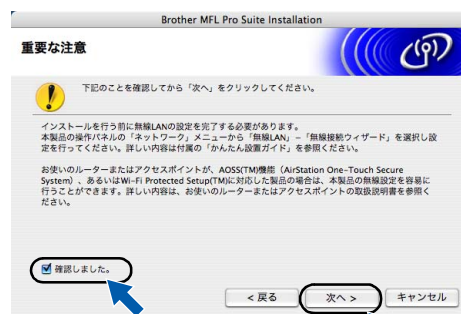 Brother MFL Pro Suite Installation
重要な注意
下記のことを確認してから「次へ」をクリックしてください。
インストールを行う前に無線LANの設定を完了する必要があります。
本製品の操作パネルの「ネットワーク」メニューから「無線LAN」–「無線接続ウィザード」を選択し設
定を行ってください。詳しい内容は付属の「かんたん設置ガイド」を参照ください。
お使いのルーターまたはアクセスポイントが、AOSS(TM)機能（AirStation One-Touch Secure
System）、あるいはWi-Fi Protected Setup(TM)に対応した製品の場合は、本製品の無線設定を容易に
行うことができます。詳しい内容は、お使いのルーターまたはアクセスポイントの取扱説明書を参照く
ださい。
確認しました。
< 戻る
次へ >
キャンセル